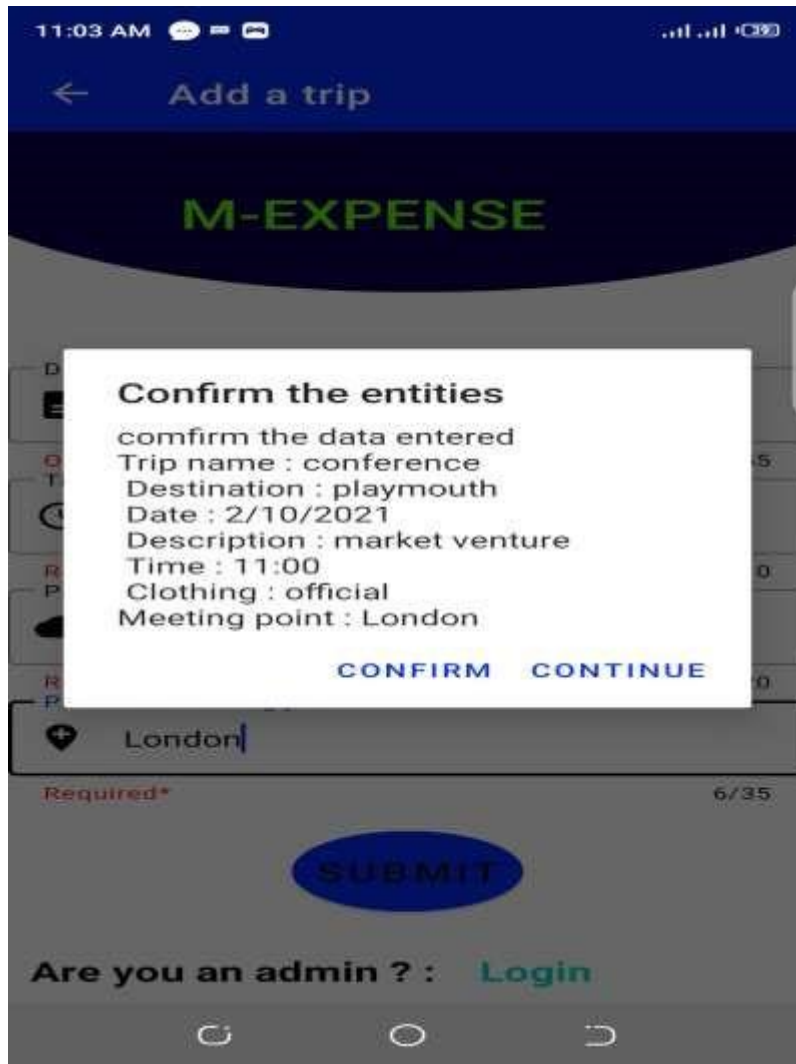 11:03 AM
Add a trip
M-EXPENSE
D
Confirm the entities
comfirm the data entered
Trip name : conference
Destination : playmouth
Date : 2/10/2021
Description : market venture
Time : 11:00
Clothing : official
Meeting point : London
CONFIRM CONTINUE
P
London
Required* 6/35
SUBMIT
Are you an admin ? : Login